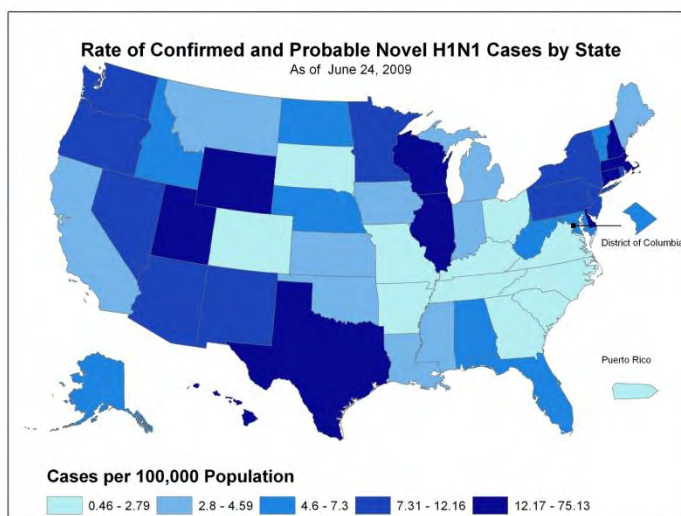 Rate of Confirmed and Probable Novel H1N1 Cases by State
As of June 24, 2009
District of Columbia
Puerto Rico
Cases per 100,000 Population
0.46 - 2.79 2.8 - 4.59 4.6 - 7.3 7.31 - 12.16 12.17 - 75.13